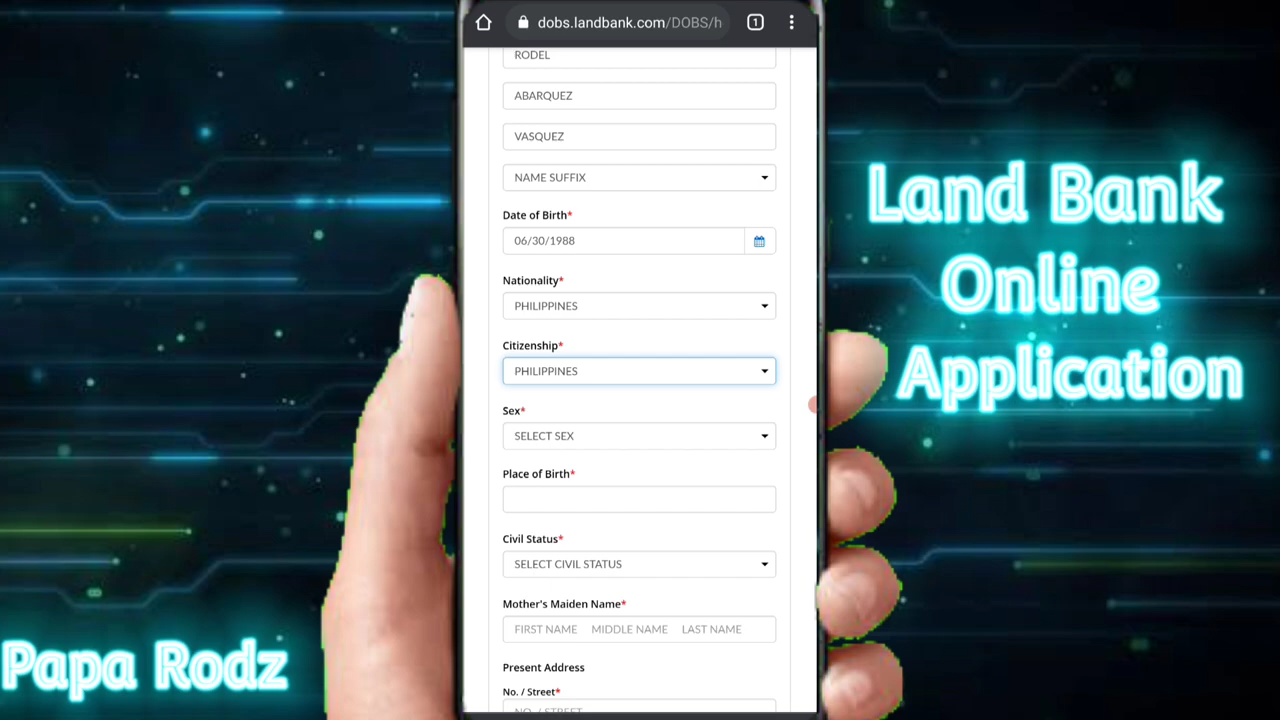 dobs.landbank.com/DOBS/h
1
RODEL
ABARQUEZ
VASQUEZ
NAME SUFFIX
Date of Birth*
06/30/1988
Nationality*
PHILIPPINES
Citizenship*
PHILIPPINES
Sex*
SELECT SEX
Place of Birth*
Civil Status*
SELECT CIVIL STATUS
Mother's Maiden Name*
FIRST NAME MIDDLE NAME LAST NAME
Present Address
No. / Street*
NO. / STREET
Land Bank
Online
Application
Papa Rodz